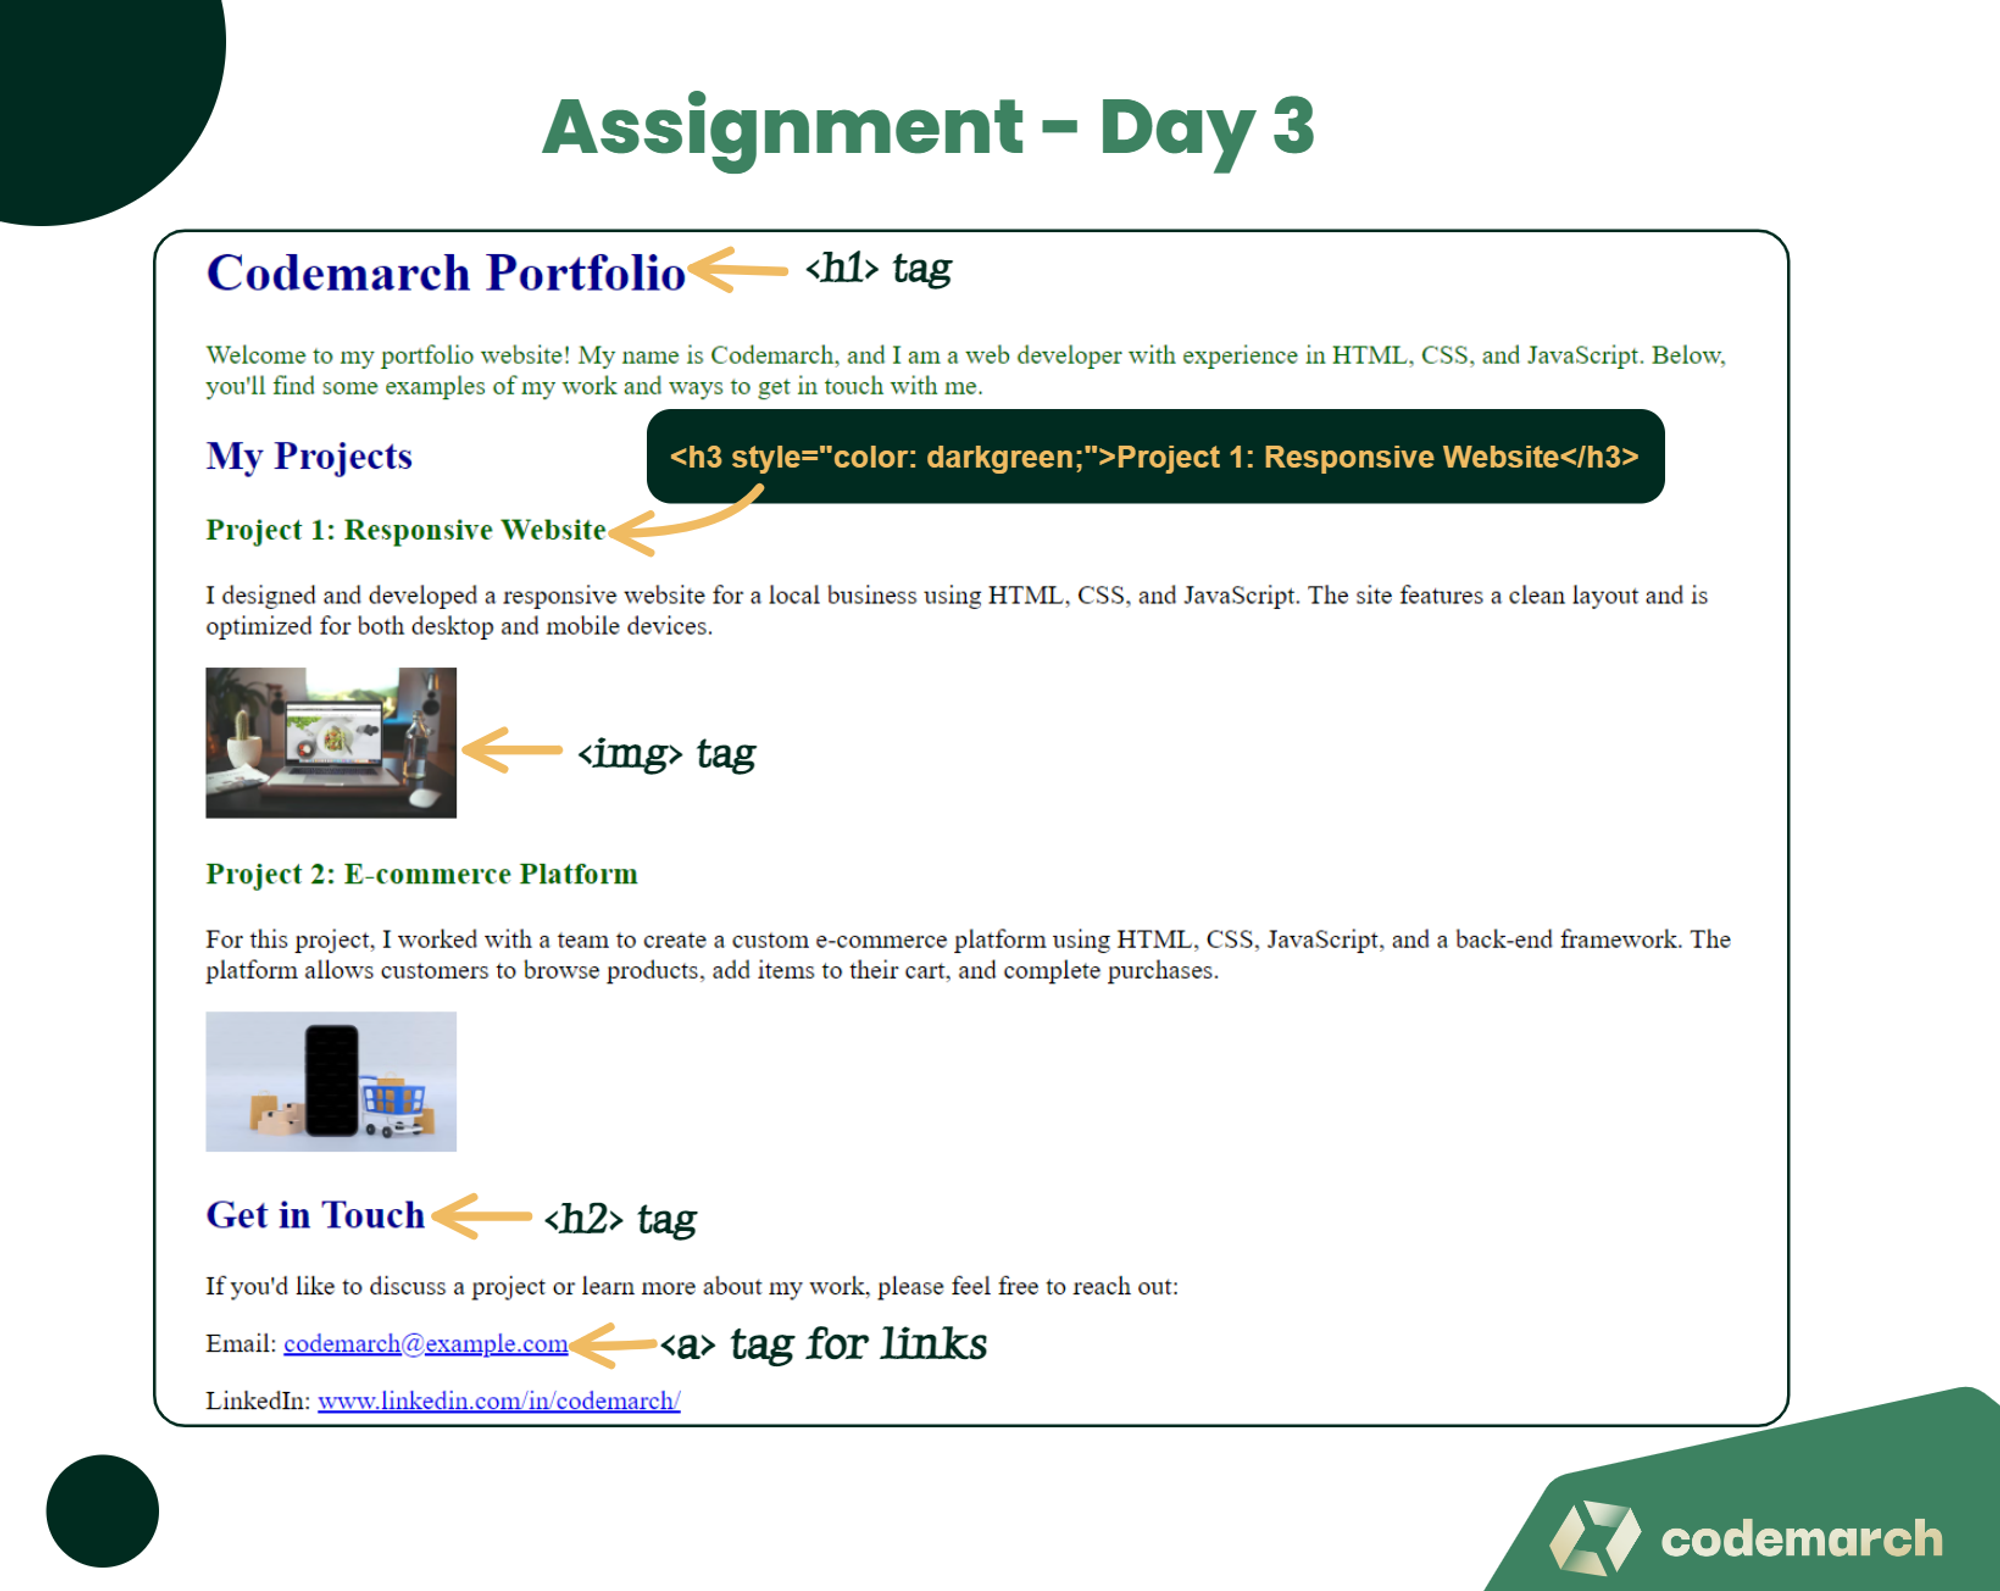 Assignment - Day 3
Codemarch Portfolio
<h1> tag
Welcome to my portfolio website! My name is Codemarch, and I am a web developer with experience in HTML, CSS, and JavaScript. Below,
you'll find some examples of my work and ways to get in touch with me.
My Projects
<h3 style="color: darkgreen;">Project 1: Responsive Website</h3>
Project 1: Responsive Website
I designed and developed a responsive website for a local business using HTML, CSS, and JavaScript. The site features a clean layout and is
optimized for both desktop and mobile devices.
<img> tag
Project 2: E-commerce Platform
For this project, I worked with a team to create a custom e-commerce platform using HTML, CSS, JavaScript, and a back-end framework. The
platform allows customers to browse products, add items to their cart, and complete purchases.
Get in Touch
<h2> tag
If you'd like to discuss a project or learn more about my work, please feel free to reach out:
Email: codemarch@example.com
<a> tag for links
LinkedIn: www.linkedin.com/in/codemarch/
codemarch